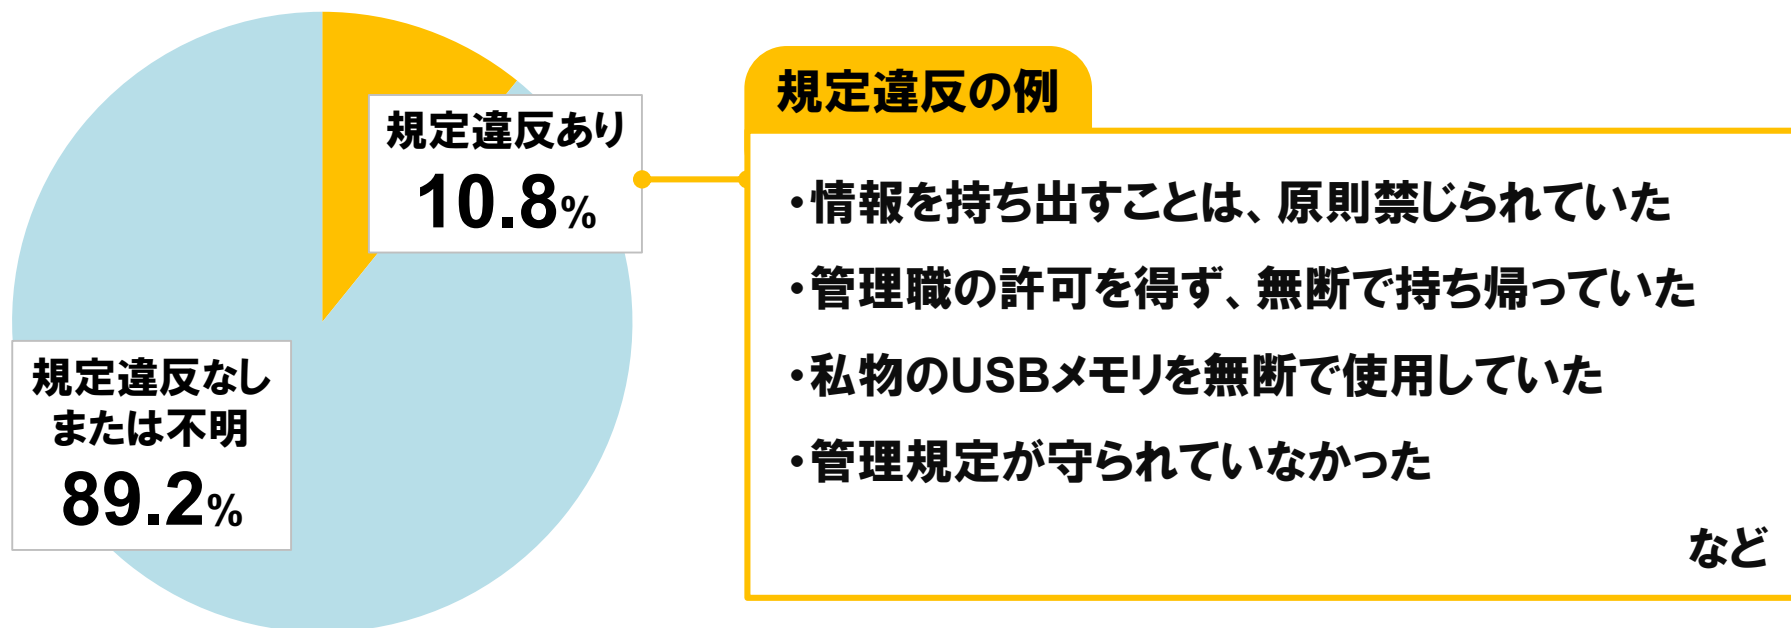 規定違反あり
10.8%
規定違反なし
または不明
89.2%
規定違反の例
・情報を持ち出すことは、原則禁じられていた
・管理職の許可を得ず、無断で持ち帰っていた
・私物のUSBメモリを無断で使用していた
・管理規定が守られていなかった
など